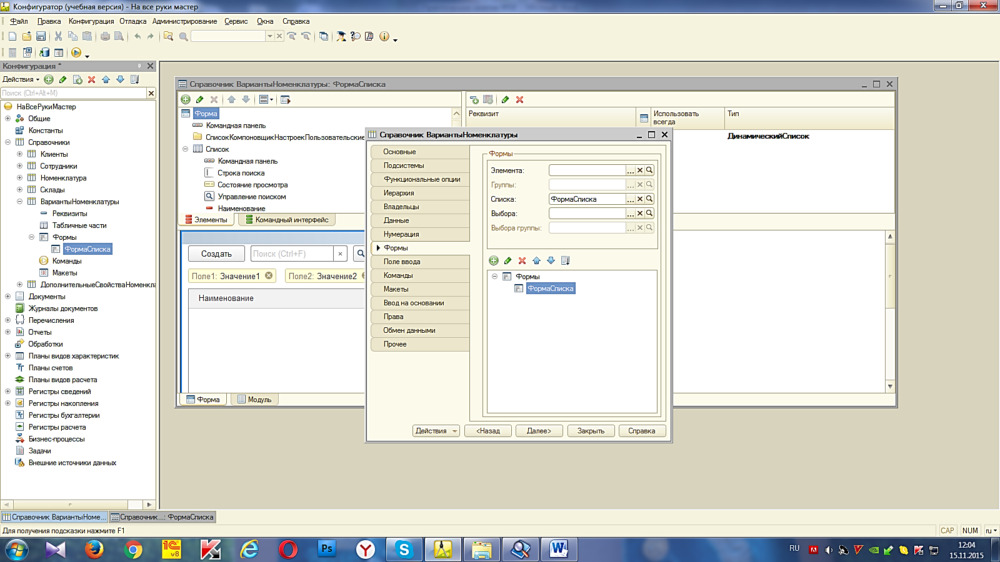 Конфигуратор (учебная версия) - На все руки мастер
Файл Правка Конфигурация Отладка Администрирование Сервис Окна Справка
Конфигурация *
Действия
Поиск (Ctrl+Alt+M)
НаВсеРукиМастер
Общие
Константы
Справочники
Клиенты
Сотрудники
Номенклатура
Склады
ВариантыНоменклатуры
Реквизиты
Табличные части
Формы
ФормаСписка
Команды
Макеты
ДополнительныеСвойстваНоменкла
Документы
Журналы документов
Перечисления
Отчеты
Обработки
Планы видов характеристик
Планы счетов
Планы видов расчета
Регистры сведений
Регистры накопления
Регистры бухгалтерии
Регистры расчета
Бизнес-процессы
Задачи
Внешние источники данных
Справочник ВариантыНоменклатуры: ФормаСписка
Форма
Командная панель
СписокКомпоновщикНастроекПользовательские
Список
Командная панель
Строка поиска
Состояние просмотра
Управление поиском
Наименование
Элементы Командный интерфейс
Реквизит Использовать всегда Тип
ДинамическийСписок
Создать Поиск (Ctrl+F)
Поле1: Значение1 Поле2: Значение2
Наименование
Форма Модуль
Справочник ВариантыНоменклатуры
Основные
Подсистемы
Функциональные опции
Иерархия
Владельцы
Данные
Нумерация
Формы
Поле ввода
Команды
Макеты
Ввод на основании
Права
Обмен данными
Прочее
Формы
Элемента:
Группы:
Списка: ФормаСписка
Выбора:
Выбора группы:
Формы
ФормаСписка
Действия <Назад Далее> Закрыть Справка
Справочник ВариантыНоме... Справочник...: ФормаСписка
Для получения подсказки нажмите F1
CAP NUM ru
1С v8 Ps
RU
12:04
15.11.2015